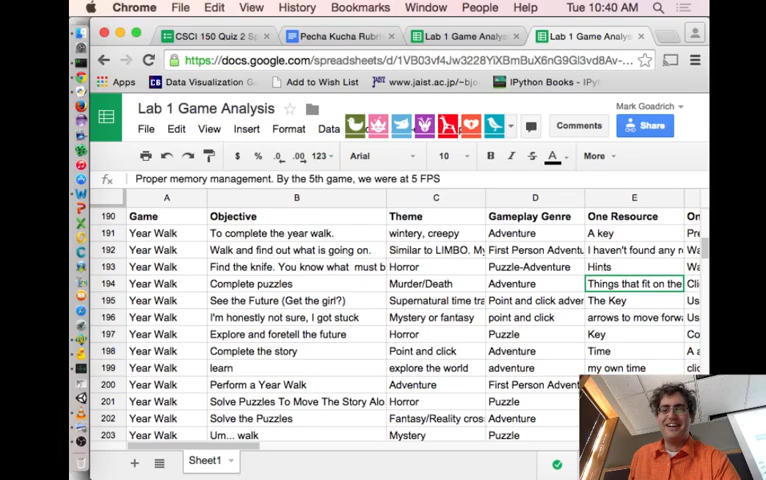 Chrome File Edit View History Bookmarks Window People Help Tue 10:40 AM
CSCI 150 Quiz 2 S Pecha Kucha Rubri Lab 1 Game Analys Lab 1 Game Analys
https://docs.google.com/spreadsheets/d/1VB03vf4Jw3228YiXBmBuX6nG9Gl3vd8Av-...
Apps Data Visualization Add to Wish List www.jaist.ac.jp/~bjo IPython Books - IPy
Lab 1 Game Analysis
Mark Goadrich
File Edit View Insert Format Data
Comments Share
$ % .0 .00 123 Arial 10 B I S A More
fx Proper memory management. By the 5th game, we were at 5 FPS
A B C D E
190 Game Objective Theme Gameplay Genre One Resource On
191 Year Walk To complete the year walk. wintery, creepy Adventure A key Pre
192 Year Walk Walk and find out what is going on. Similar to LIMBO. My First Person Adventu I haven't found any r Wa
193 Year Walk Find the knife. You know what must b Horror Puzzle-Adventure Hints Wa
194 Year Walk Complete puzzles Murder/Death Adventure Things that fit on the Cli
195 Year Walk See the Future (Get the girl?) Supernatural time tra Point and click adver The Key Us
196 Year Walk I'm honestly not sure, I got stuck Mystery or fantasy point and click arrows to move forwa Us
197 Year Walk Explore and foretell the future Horror Puzzle Key Co
198 Year Walk Complete the story Point and click Adventure Time A a
199 Year Walk learn explore the world adventure my own time clic
200 Year Walk Perform a Year Walk Adventure First Person Adventu
201 Year Walk Solve Puzzles To Move The Story Alo Horror Puzzle
202 Year Walk Solve the Puzzles Fantasy/Reality cros Adventure
203 Year Walk Um... walk Mystery Puzzle
Sheet1